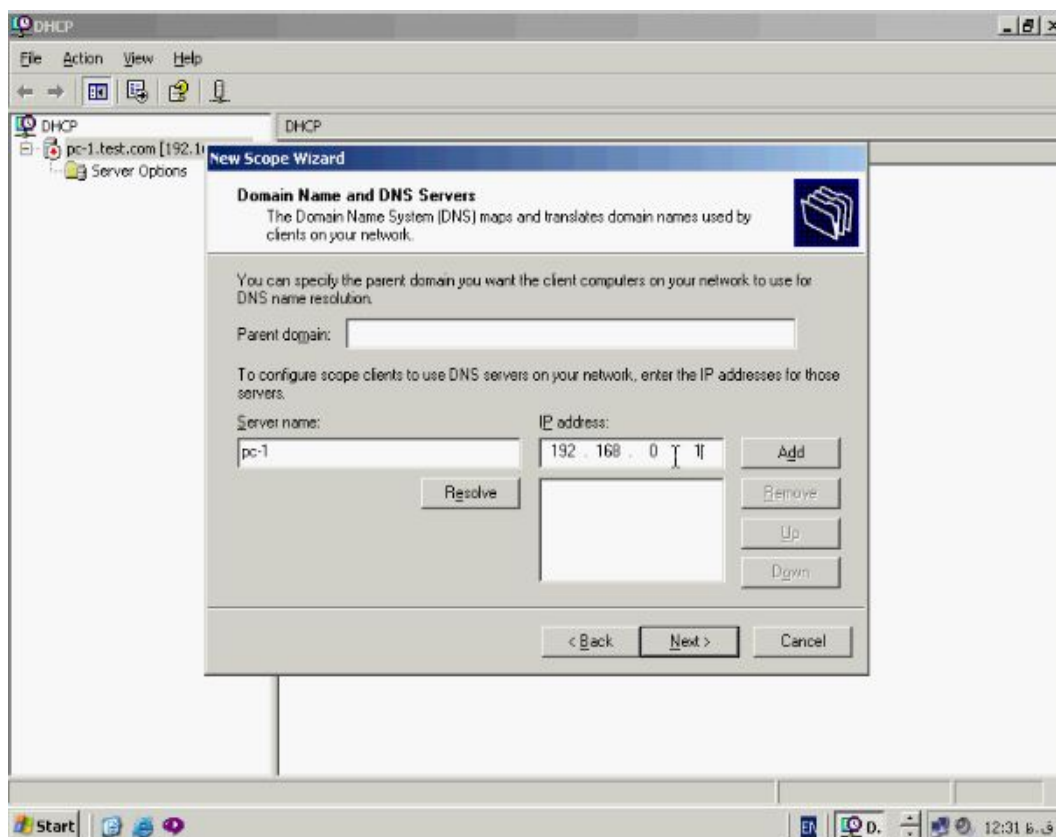 DHCP
File Action View Help
DHCP
DHCP
pc-1.test.com [192.1
Server Options
New Scope Wizard
Domain Name and DNS Servers
The Domain Name System (DNS) maps and translates domain names used by
clients on your network.
You can specify the parent domain you want the client computers on your network to use for
DNS name resolution.
Parent domain:
To configure scope clients to use DNS servers on your network, enter the IP addresses for those
servers.
Server name:
IP address:
pc-1
192 . 168 . 0 . 1
Add
Resolve
Remove
Up
Down
< Back
Next >
Cancel
Start
EN
D.
12:31 ق.ظ